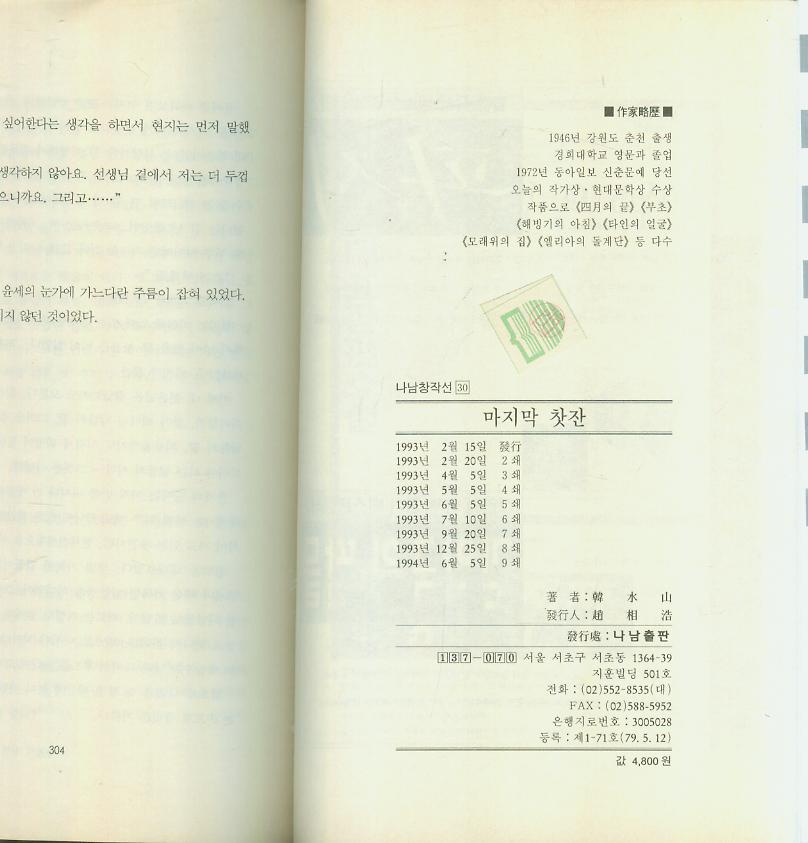 싶어한다는 생각을 하면서 현지는 먼저 말했
생각하지 않아요. 선생님 곁에서 저는 더 두껍
으니까요. 그리고……”
윤세의 눈가에 가느다란 주름이 잡혀 있었다.
지 않던 것이었다.
304
■ 作家略歷 ■
1946년 강원도 춘천 출생
경희대학교 영문과 졸업
1972년 동아일보 신춘문예 당선
오늘의 작가상·현대문학상 수상
작품으로 《四月의 끝》 《부초》
《해빙기의 아침》 《타인의 얼굴》
《모래위의 집》 《엘리아의 돌계단》 등 다수
나남창작선 30
마지막 찻잔
1993년 2월 15일 發行
1993년 2월 20일 2 쇄
1993년 4월 5일 3 쇄
1993년 5월 5일 4 쇄
1993년 6월 5일 5 쇄
1993년 7월 10일 6 쇄
1993년 9월 20일 7 쇄
1993년 12월 25일 8 쇄
1994년 6월 5일 9 쇄
著 者 : 韓 水 山
發行人 : 趙 相 浩
發行處 : 나남출판
137-070 서울 서초구 서초동 1364-39
지훈빌딩 501호
전화 : (02)552-8535(대)
FAX : (02)588-5952
은행지로번호 : 3005028
등록 : 제1-71호(79. 5. 12)
값 4,800원